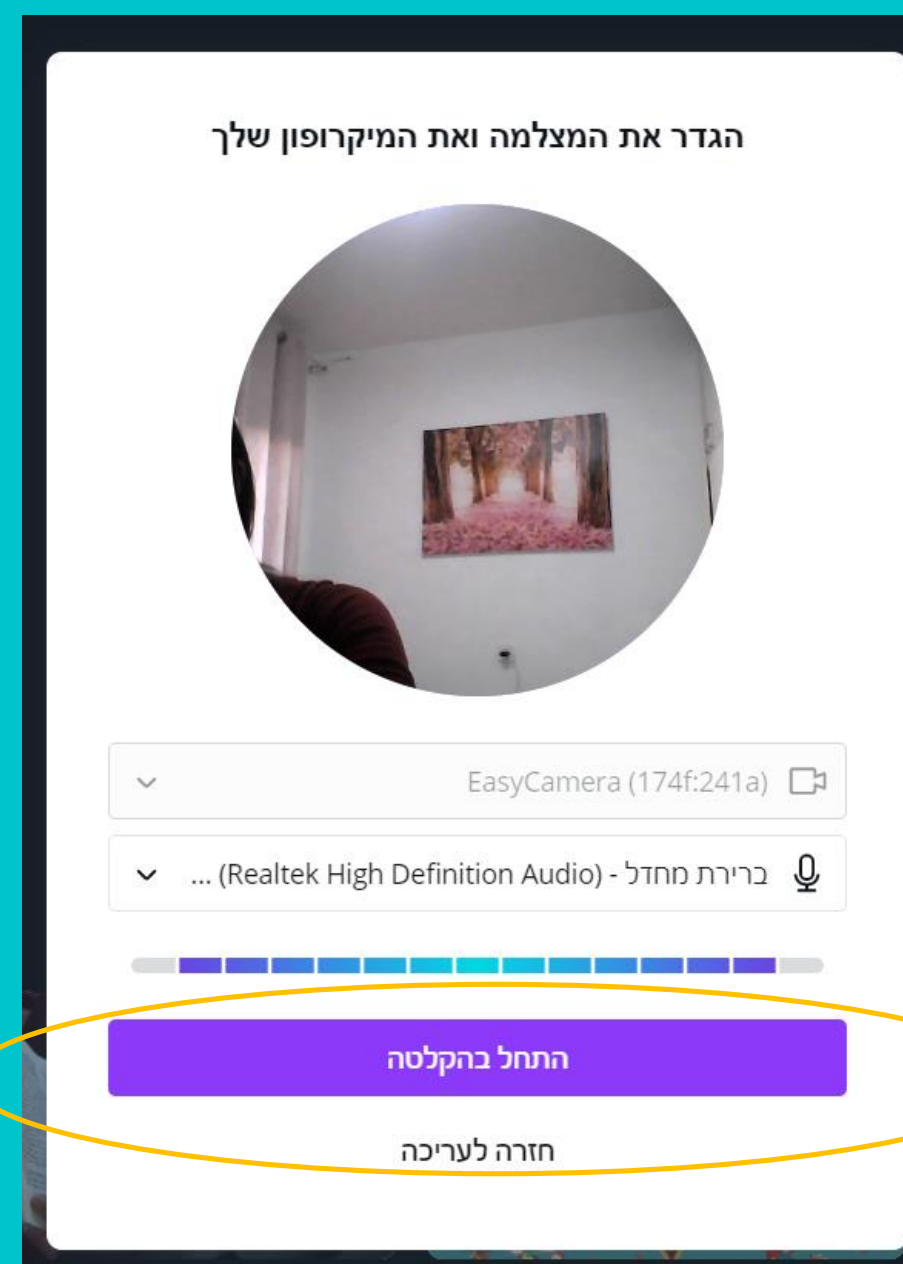 הגדר את המצלמה ואת המיקרופון שלך
EasyCamera (174f:241a)
ברירת מחדל - (Realtek High Definition Audio) ...
התחל בהקלטה
חזרה לעריכה